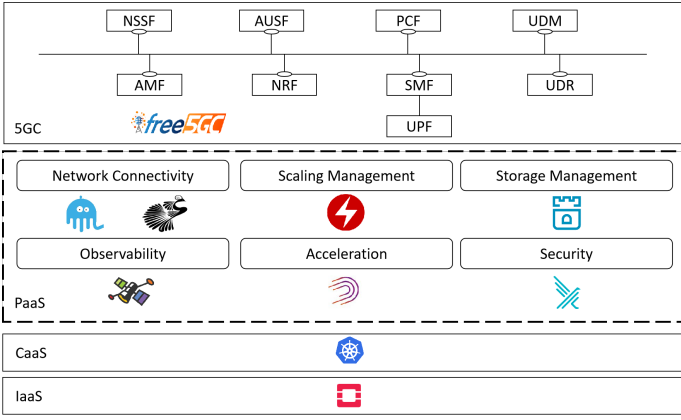 NSSF AUSF PCF UDM
AMF NRF SMF UDR
free5GC
5GC UPF
Network Connectivity Scaling Management Storage Management
Observability Acceleration Security
PaaS
CaaS
IaaS